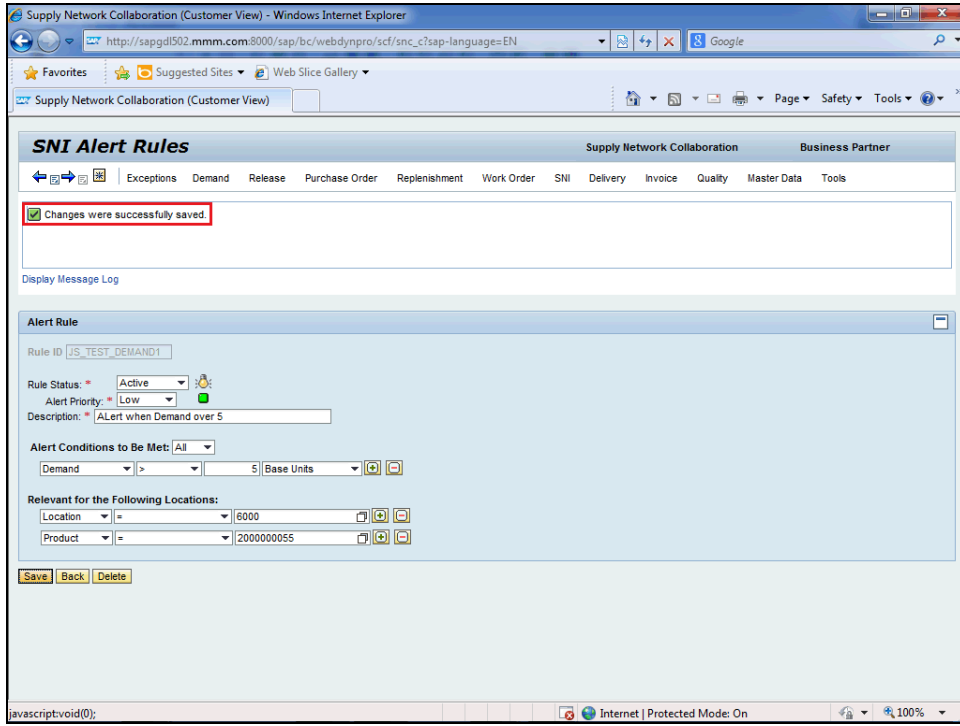 Supply Network Collaboration (Customer View) - Windows Internet Explorer
http://sapgdl502.mmm.com:8000/sap/bc/webdynpro/scf/snc_c?sap-language=EN
Google
Favorites Suggested Sites Web Slice Gallery
Supply Network Collaboration (Customer View) Page Safety Tools
SNI Alert Rules Supply Network Collaboration Business Partner
Exceptions Demand Release Purchase Order Replenishment Work Order SNI Delivery Invoice Quality Master Data Tools
Changes were successfully saved.
Display Message Log
Alert Rule
Rule ID JS_TEST_DEMAND1
Rule Status: * Active
Alert Priority: * Low
Description: * ALert when Demand over 5
Alert Conditions to Be Met: All
Demand > 5 Base Units
Relevant for the Following Locations:
Location = 6000
Product = 2000000055
Save Back Delete
javascript:void(0); Internet | Protected Mode: On 100%